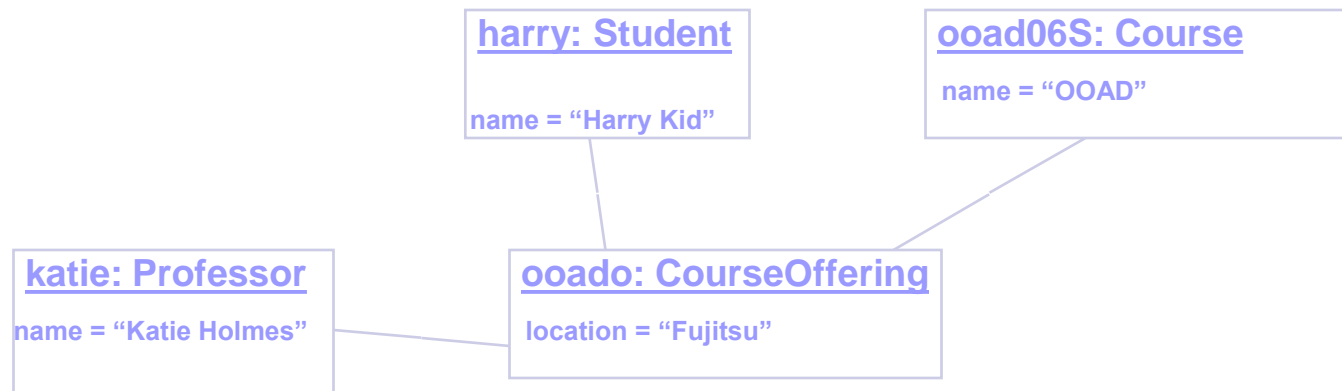 harry: Student
name = “Harry Kid”
ooad06S: Course
name = “OOAD”
katie: Professor
name = “Katie Holmes”
ooado: CourseOffering
location = “Fujitsu”